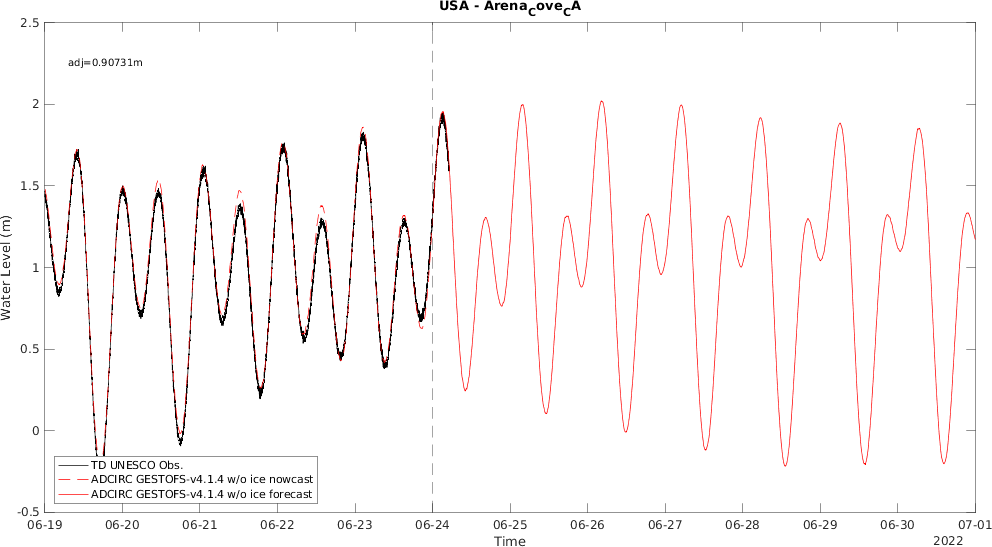 USA - ArenaCoveCA
adj=0.90731m
2.5
2
1.5
1
0.5
0
-0.5
Water Level (m)
TD UNESCO Obs.
ADCIRC GESTOFS-v4.1.4 w/o ice nowcast
ADCIRC GESTOFS-v4.1.4 w/o ice forecast
06-19 06-20 06-21 06-22 06-23 06-24 06-25 06-26 06-27 06-28 06-29 06-30 07-01
Time
2022